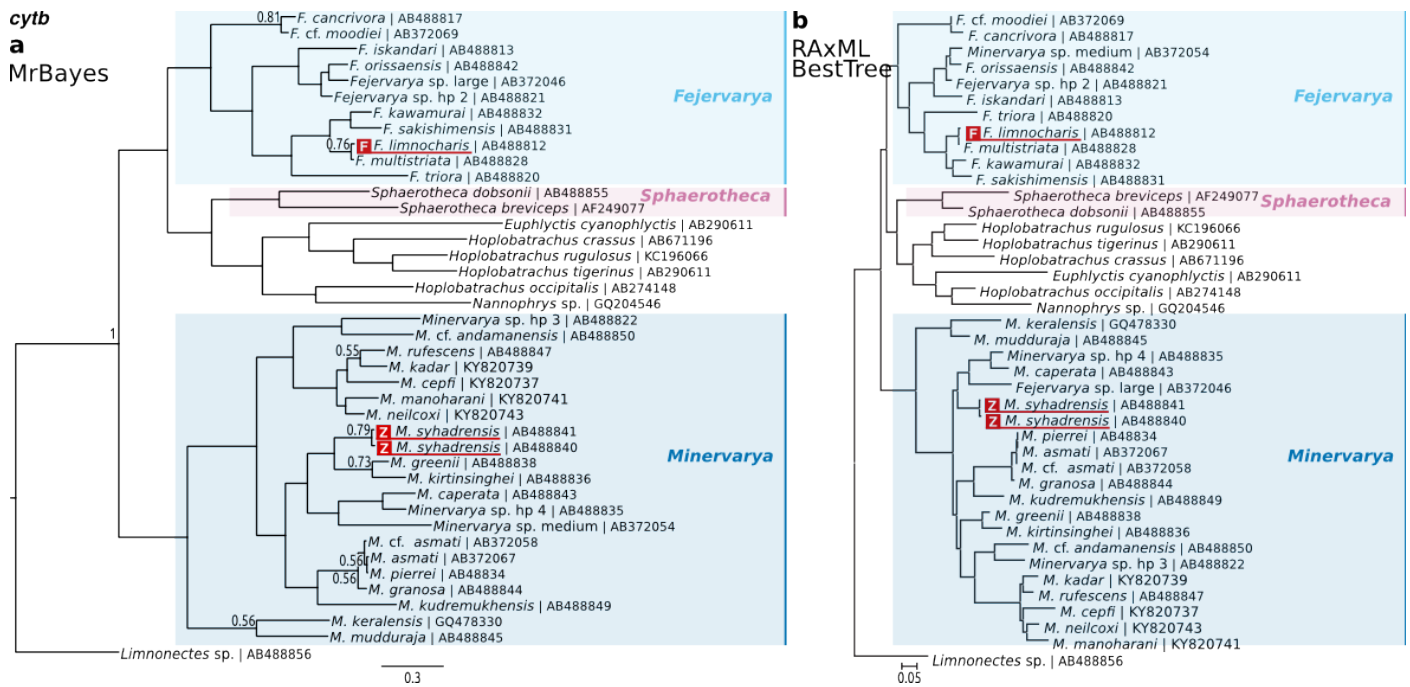 cytb
a
MrBayes
0.81
F. cancrivora | AB488817
F. cf. moodiei | AB372069
F. iskandari | AB488813
F. orissaensis | AB488842
Fejervarya sp. large | AB372046
Fejervarya sp. hp 2 | AB488821
Fejervarya
F. kawamurai | AB488832
F. sakishimensis | AB488831
0.76
F F. limnocharis | AB488812
F. multistriata | AB488828
F. triora | AB488820
Sphaerotheca dobsonii | AB488855
Sphaerotheca
Sphaerotheca breviceps | AF249077
Euphlyctis cyanophlyctis | AB290611
Hoplobatrachus crassus | AB671196
Hoplobatrachus rugulosus | KC196066
Hoplobatrachus tigerinus | AB290611
Hoplobatrachus occipitalis | AB274148
Nannophrys sp. | GQ204546
1
Minervarya sp. hp 3 | AB488822
M. cf. andamanensis | AB488850
0.55
M. rufescens | AB488847
M. kadar | KY820739
M. cepfi | KY820737
M. manoharani | KY820741
M. neilcoxi | KY820743
0.79
Z M. syhadrensis | AB488841
Z M. syhadrensis | AB488840
Minervarya
0.73
M. greenii | AB488838
M. kirtinsinghei | AB488836
M. caperata | AB488843
Minervarya sp. hp 4 | AB488835
Minervarya sp. medium | AB372054
M. cf. asmati | AB372058
0.56
M. asmati | AB372067
0.56
M. pierrei | AB48834
M. granosa | AB488844
M. kudremukhensis | AB488849
0.56
M. keralensis | GQ478330
M. mudduraja | AB488845
Limnonectes sp. | AB488856
0.3
b
RAxML
BestTree
F. cf. moodiei | AB372069
F. cancrivora | AB488817
Minervarya sp. medium | AB372054
F. orissaensis | AB488842
Fejervarya sp. hp 2 | AB488821
F. iskandari | AB488813
Fejervarya
F. triora | AB488820
F F. limnocharis | AB488812
F. multistriata | AB488828
F. kawamurai | AB488832
F. sakishimensis | AB488831
Sphaerotheca breviceps | AF249077
Sphaerotheca
Sphaerotheca dobsonii | AB488855
Hoplobatrachus rugulosus | KC196066
Hoplobatrachus tigerinus | AB290611
Hoplobatrachus crassus | AB671196
Euphlyctis cyanophlyctis | AB290611
Hoplobatrachus occipitalis | AB274148
Nannophrys sp. | GQ204546
M. keralensis | GQ478330
M. mudduraja | AB488845
Minervarya sp. hp 4 | AB488835
M. caperata | AB488843
Fejervarya sp. large | AB372046
Z M. syhadrensis | AB488841
Z M. syhadrensis | AB488840
M. pierrei | AB48834
M. asmati | AB372067
Minervarya
M. cf. asmati | AB372058
M. granosa | AB488844
M. kudremukhensis | AB488849
M. greenii | AB488838
M. kirtinsinghei | AB488836
M. cf. andamanensis | AB488850
Minervarya sp. hp 3 | AB488822
M. kadar | KY820739
M. rufescens | AB488847
M. cepfi | KY820737
M. neilcoxi | KY820743
M. manoharani | KY820741
Limnonectes sp. | AB488856
0.05